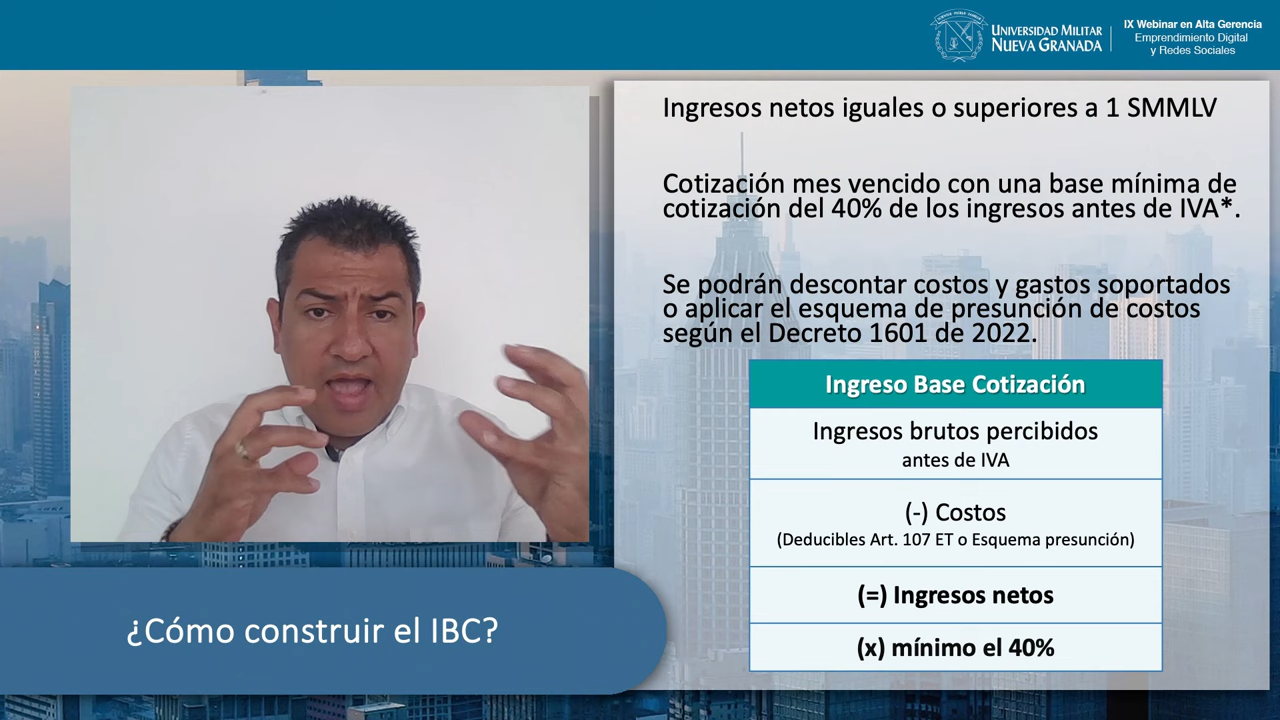 UNIVERSIDAD MILITAR
NUEVA GRANADA
IX Webinar en Alta Gerencia
Emprendimiento Digital
y Redes Sociales
Ingresos netos iguales o superiores a 1 SMMLV
Cotización mes vencido con una base mínima de
cotización del 40% de los ingresos antes de IVA*.
Se podrán descontar costos y gastos soportados
o aplicar el esquema de presunción de costos
según el Decreto 1601 de 2022.
Ingreso Base Cotización
Ingresos brutos percibidos
antes de IVA
(-) Costos
(Deducibles Art. 107 ET o Esquema presunción)
(=) Ingresos netos
(x) mínimo el 40%
¿Cómo construir el IBC?